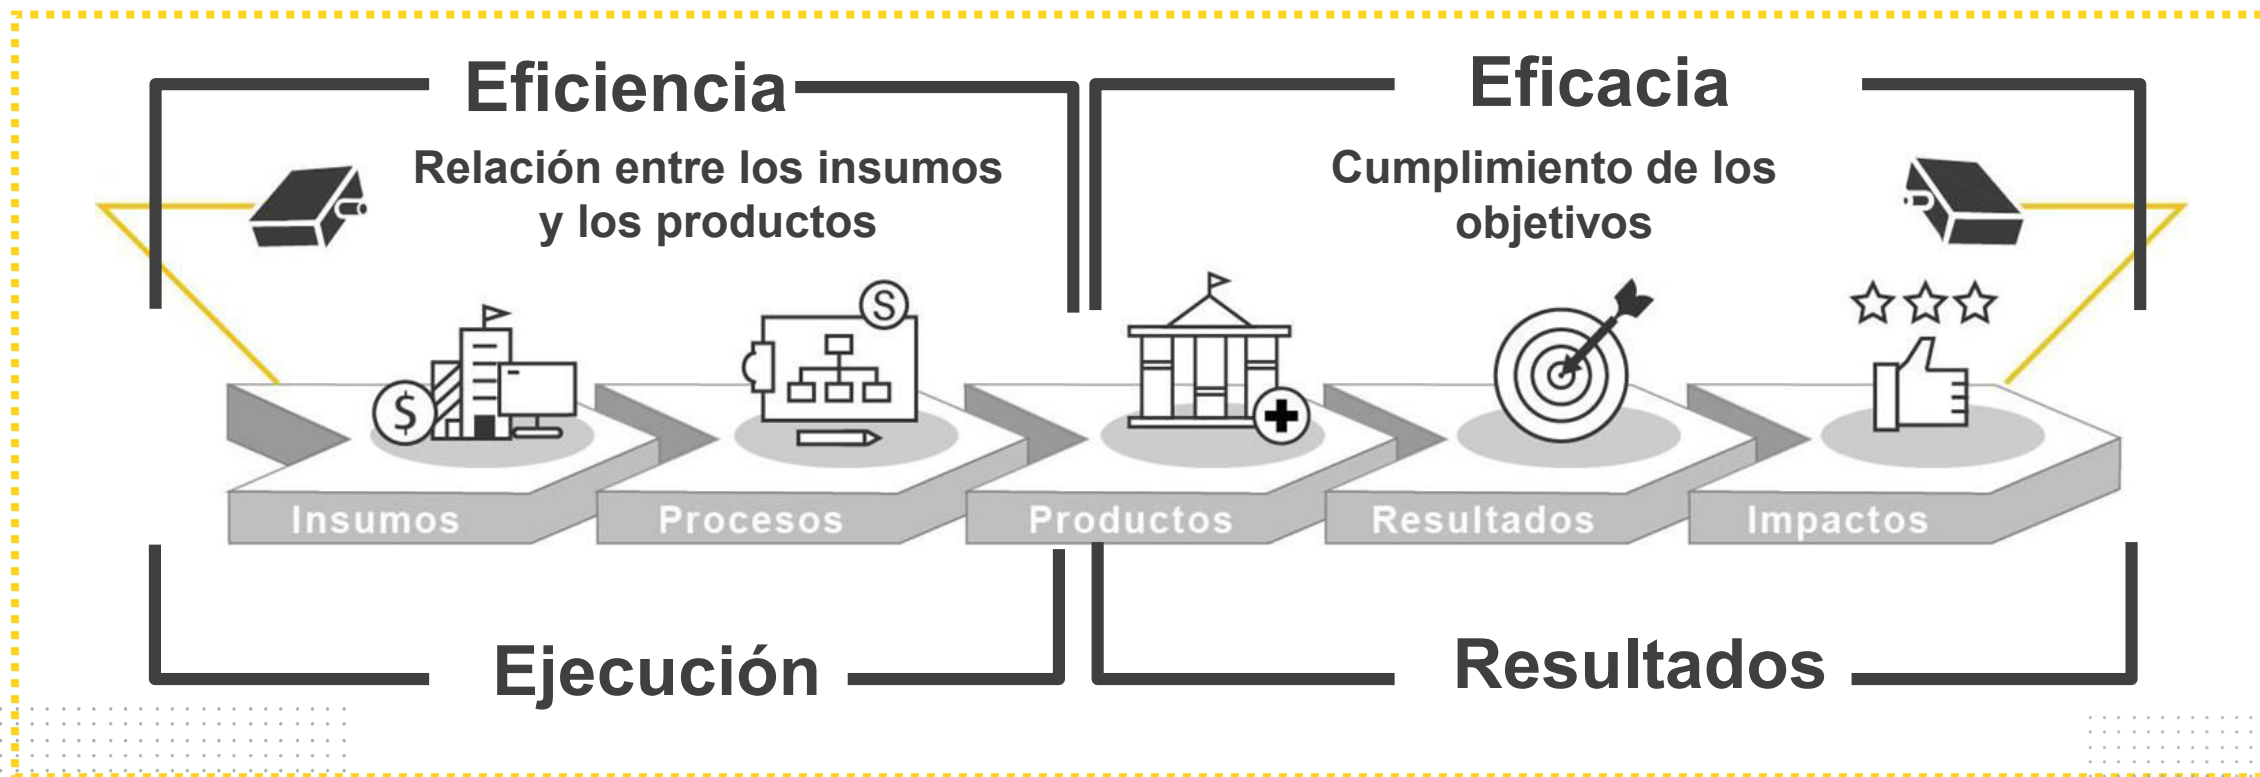 Eficiencia
Relación entre los insumos
y los productos
Eficacia
Cumplimiento de los
objetivos
$
S
Insumos
Procesos
Productos
Resultados
Impactos
Ejecución
Resultados